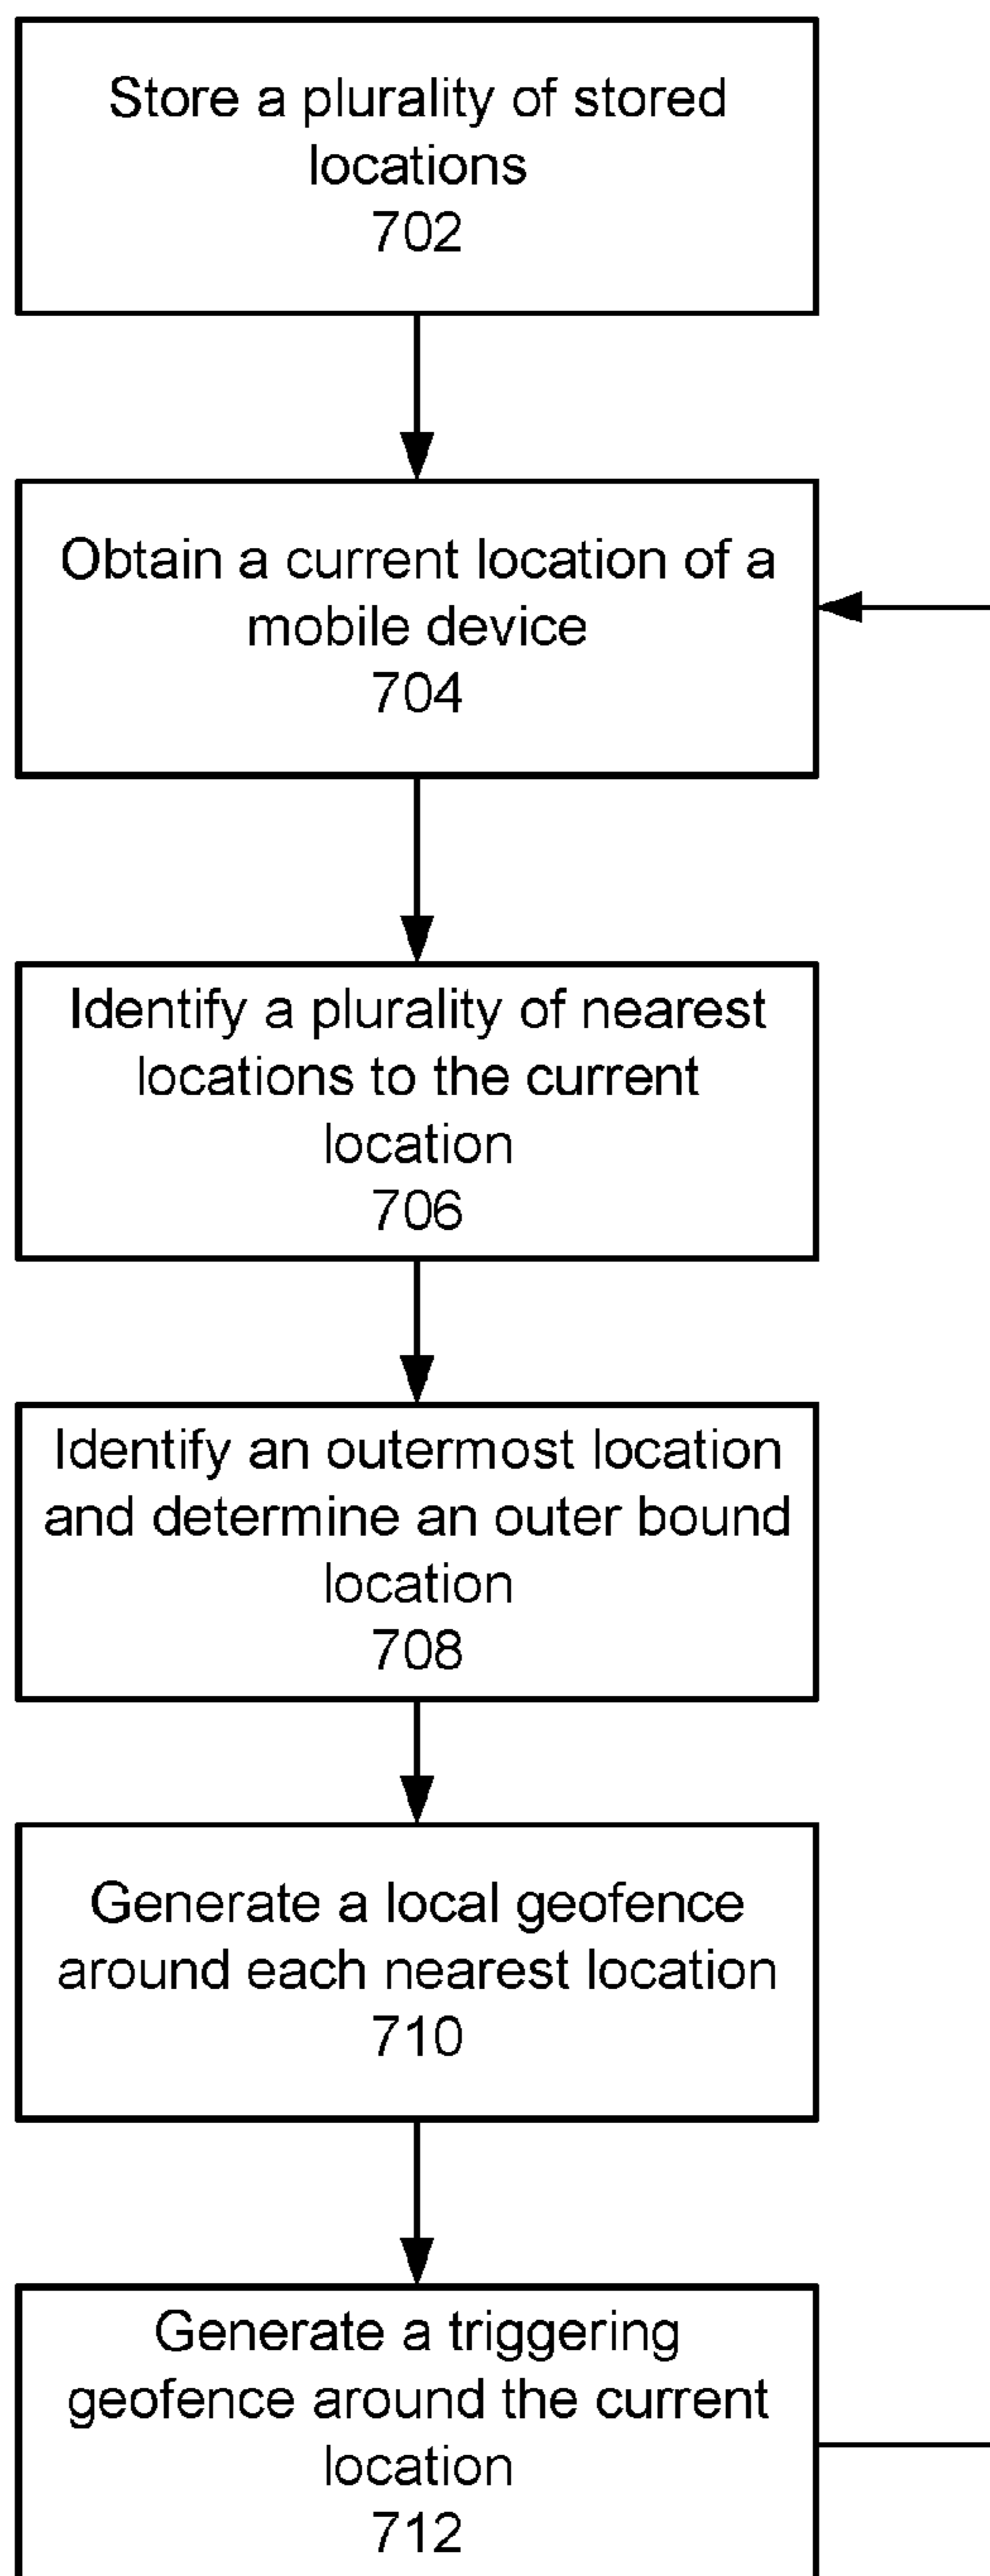 Store a plurality of stored
locations
702
Obtain a current location of a
mobile device
704
Identify a plurality of nearest
locations to the current
location
706
Identify an outermost location
and determine an outer bound
location
708
Generate a local geofence
around each nearest location
710
Generate a triggering
geofence around the current
location
712